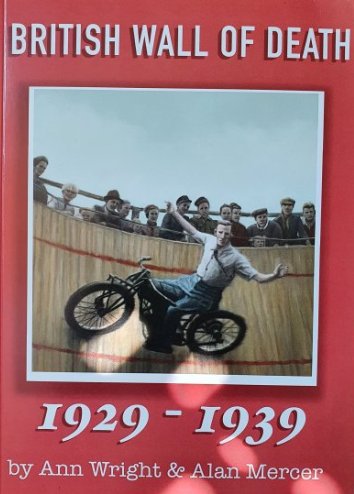 BRITISH WALL OF DEATH
1929 - 1939
by Ann Wright & Alan Mercer